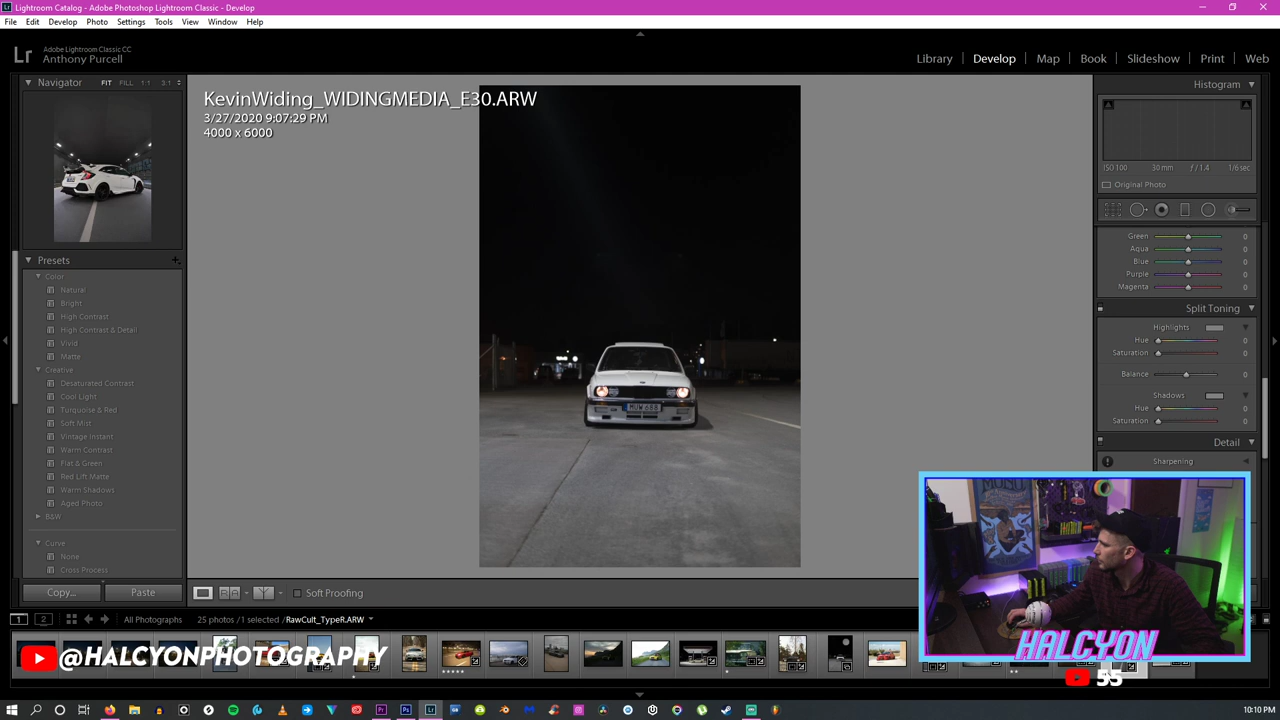 Lightroom Catalog - Adobe Photoshop Lightroom Classic - Develop
File Edit Develop Photo Settings Tools View Window Help
Lr Adobe Lightroom Classic CC
Anthony Purcell
Library | Develop | Map | Book | Slideshow | Print | Web
Navigator FIT FILL 1:1 3:1
Histogram
KevinWiding_WIDINGMEDIA_E30.ARW
3/27/2020 9:07:29 PM
4000 x 6000
ISO 100 30 mm ƒ / 1.4 1/6 sec
Original Photo
Green 0
Aqua 0
Blue 0
Purple 0
Magenta 0
Split Toning
Highlights
Hue 0
Saturation 0
Balance 0
Shadows
Hue 0
Saturation 0
Detail
Sharpening
Presets
Color
Natural
Bright
High Contrast
High Contrast & Detail
Vivid
Matte
Creative
Desaturated Contrast
Cool Light
Turquoise & Red
Soft Mist
Vintage Instant
Warm Contrast
Flat & Green
Red Lift Matte
Warm Shadows
Aged Photo
B&W
Curve
None
Cross Process
Copy... Paste
Soft Proofing
1 2 All Photographs 25 photos / 1 selected / RawCult_TypeR.ARW
@HALCYONPHOTOGRAPHY
HALCYON
55
10:10 PM